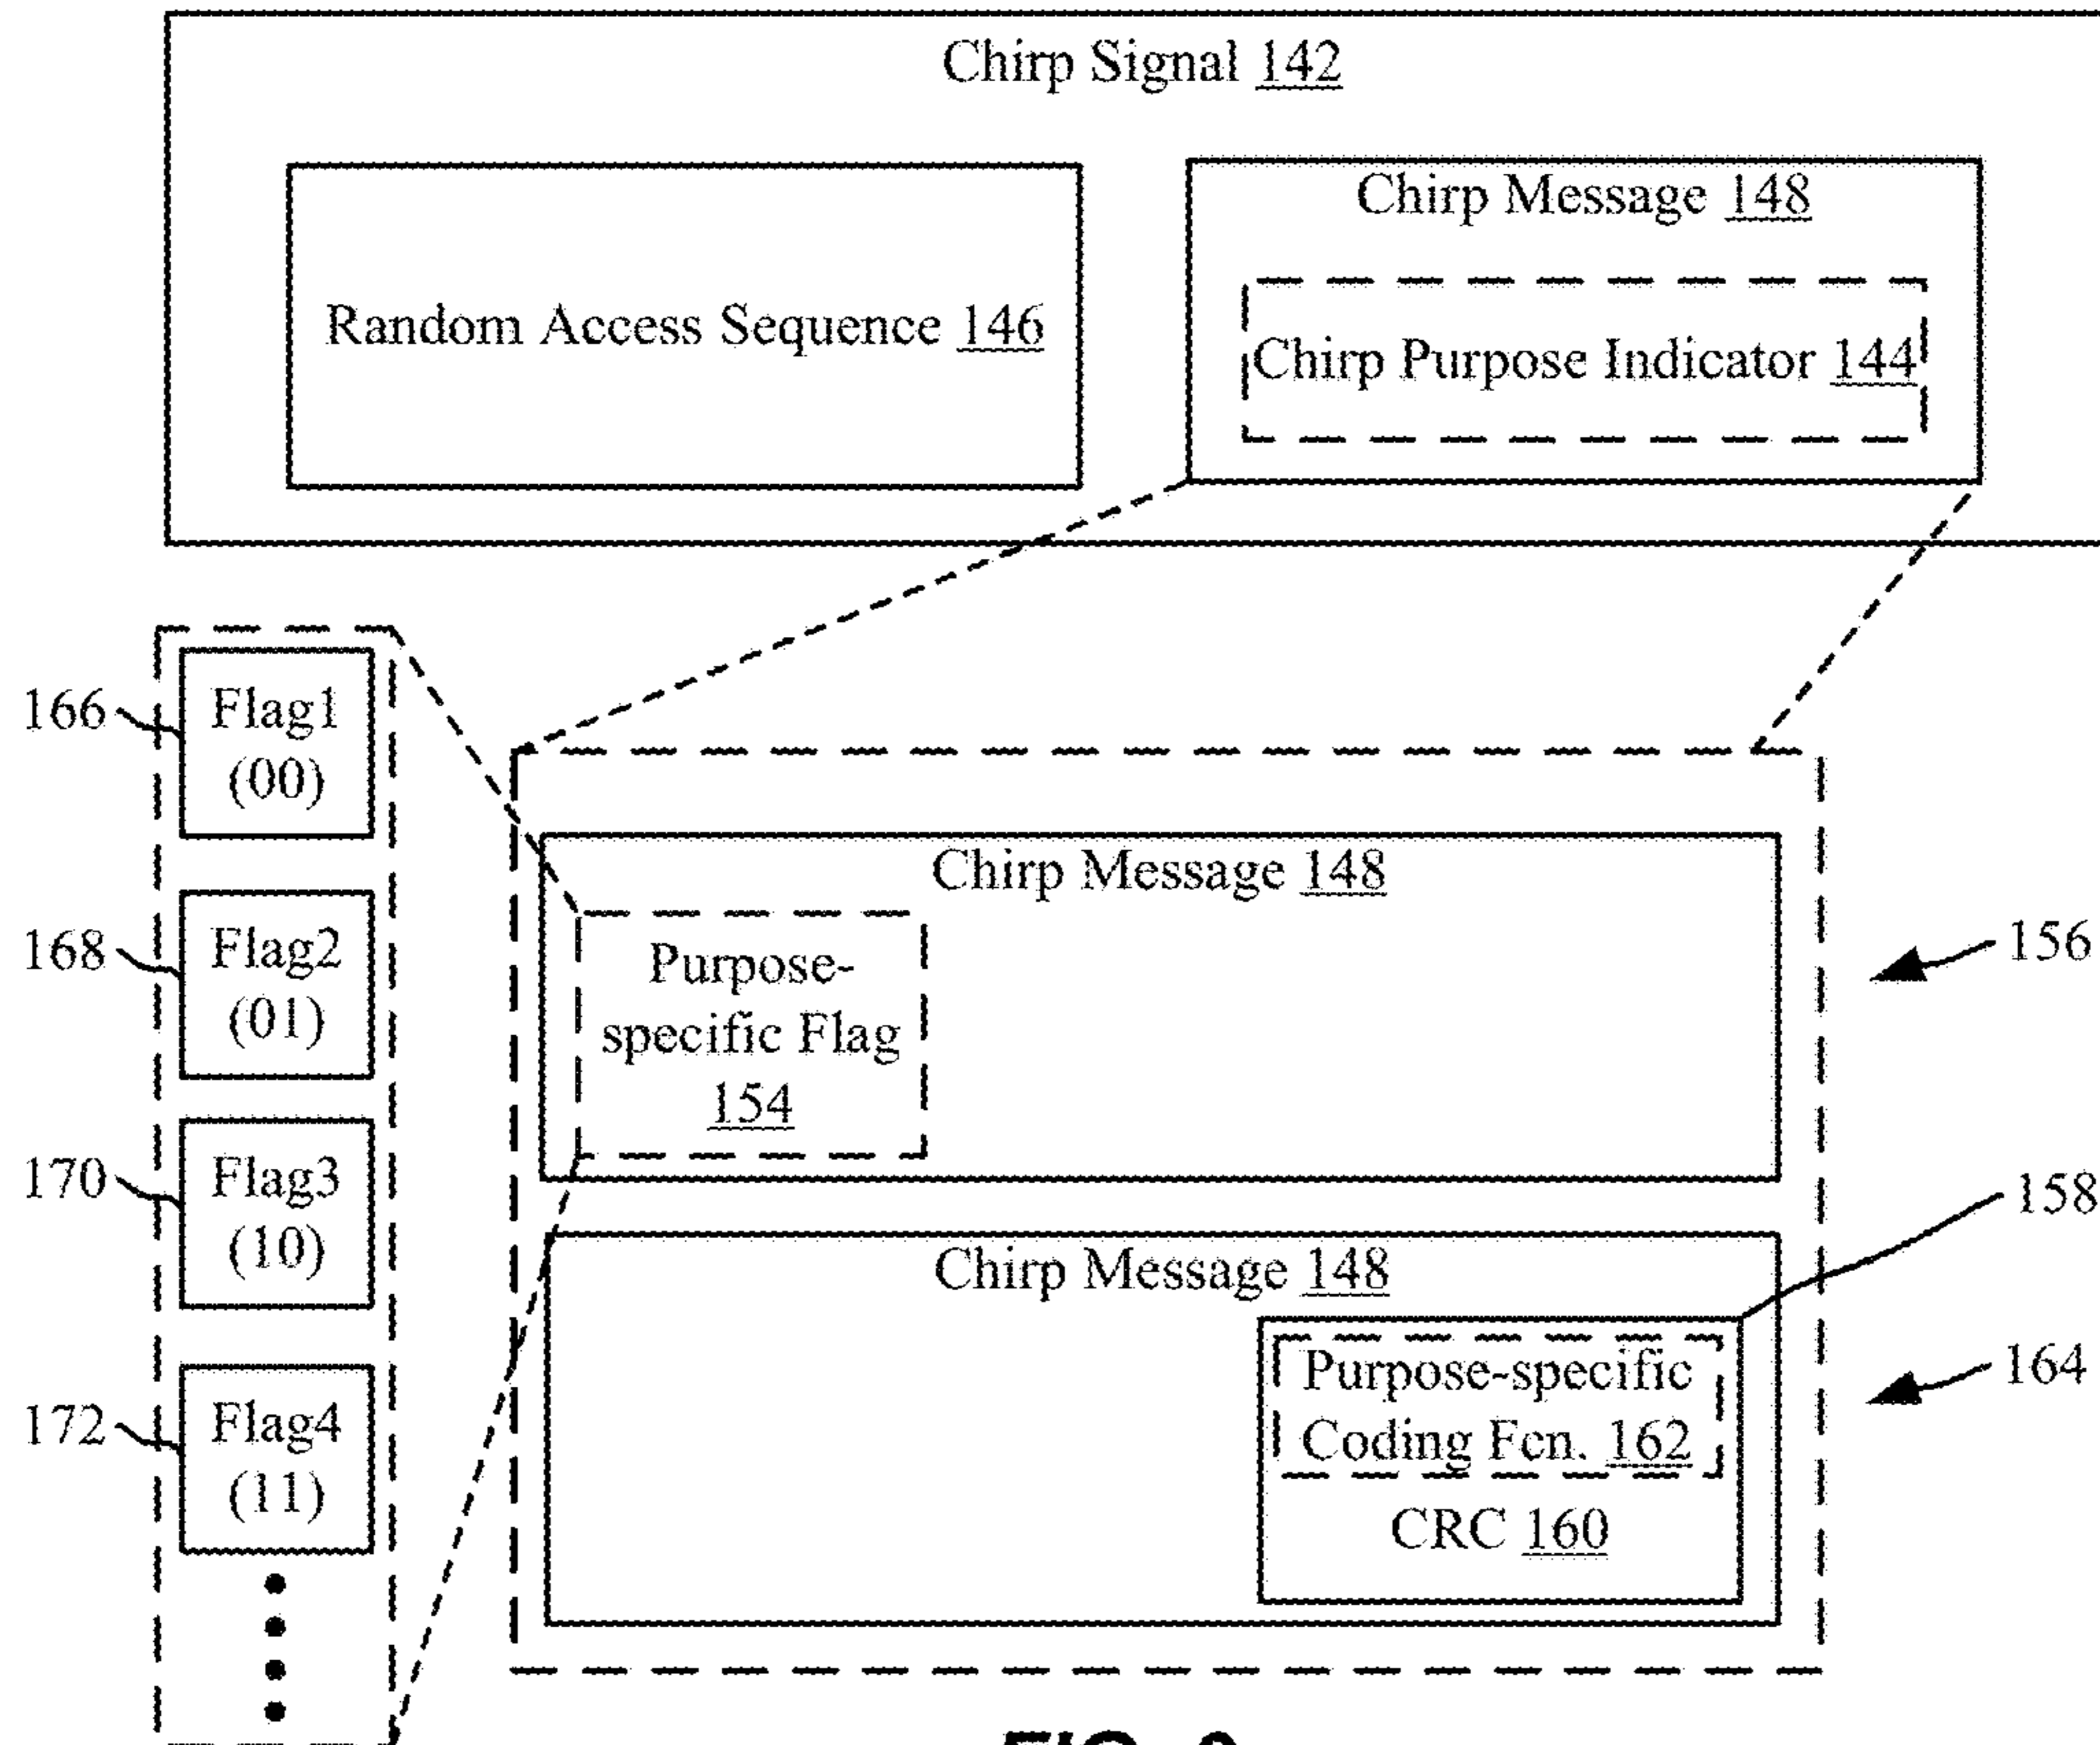 Chirp Signal 142
Random Access Sequence 146
Chirp Message 148
Chirp Purpose Indicator 144
166
Flag1
(00)
168
Flag2
(01)
170
Flag3
(10)
172
Flag4
(11)
Chirp Message 148
Purpose-
specific Flag
154
156
Chirp Message 148
158
Purpose-specific
Coding Fcn. 162
CRC 160
164